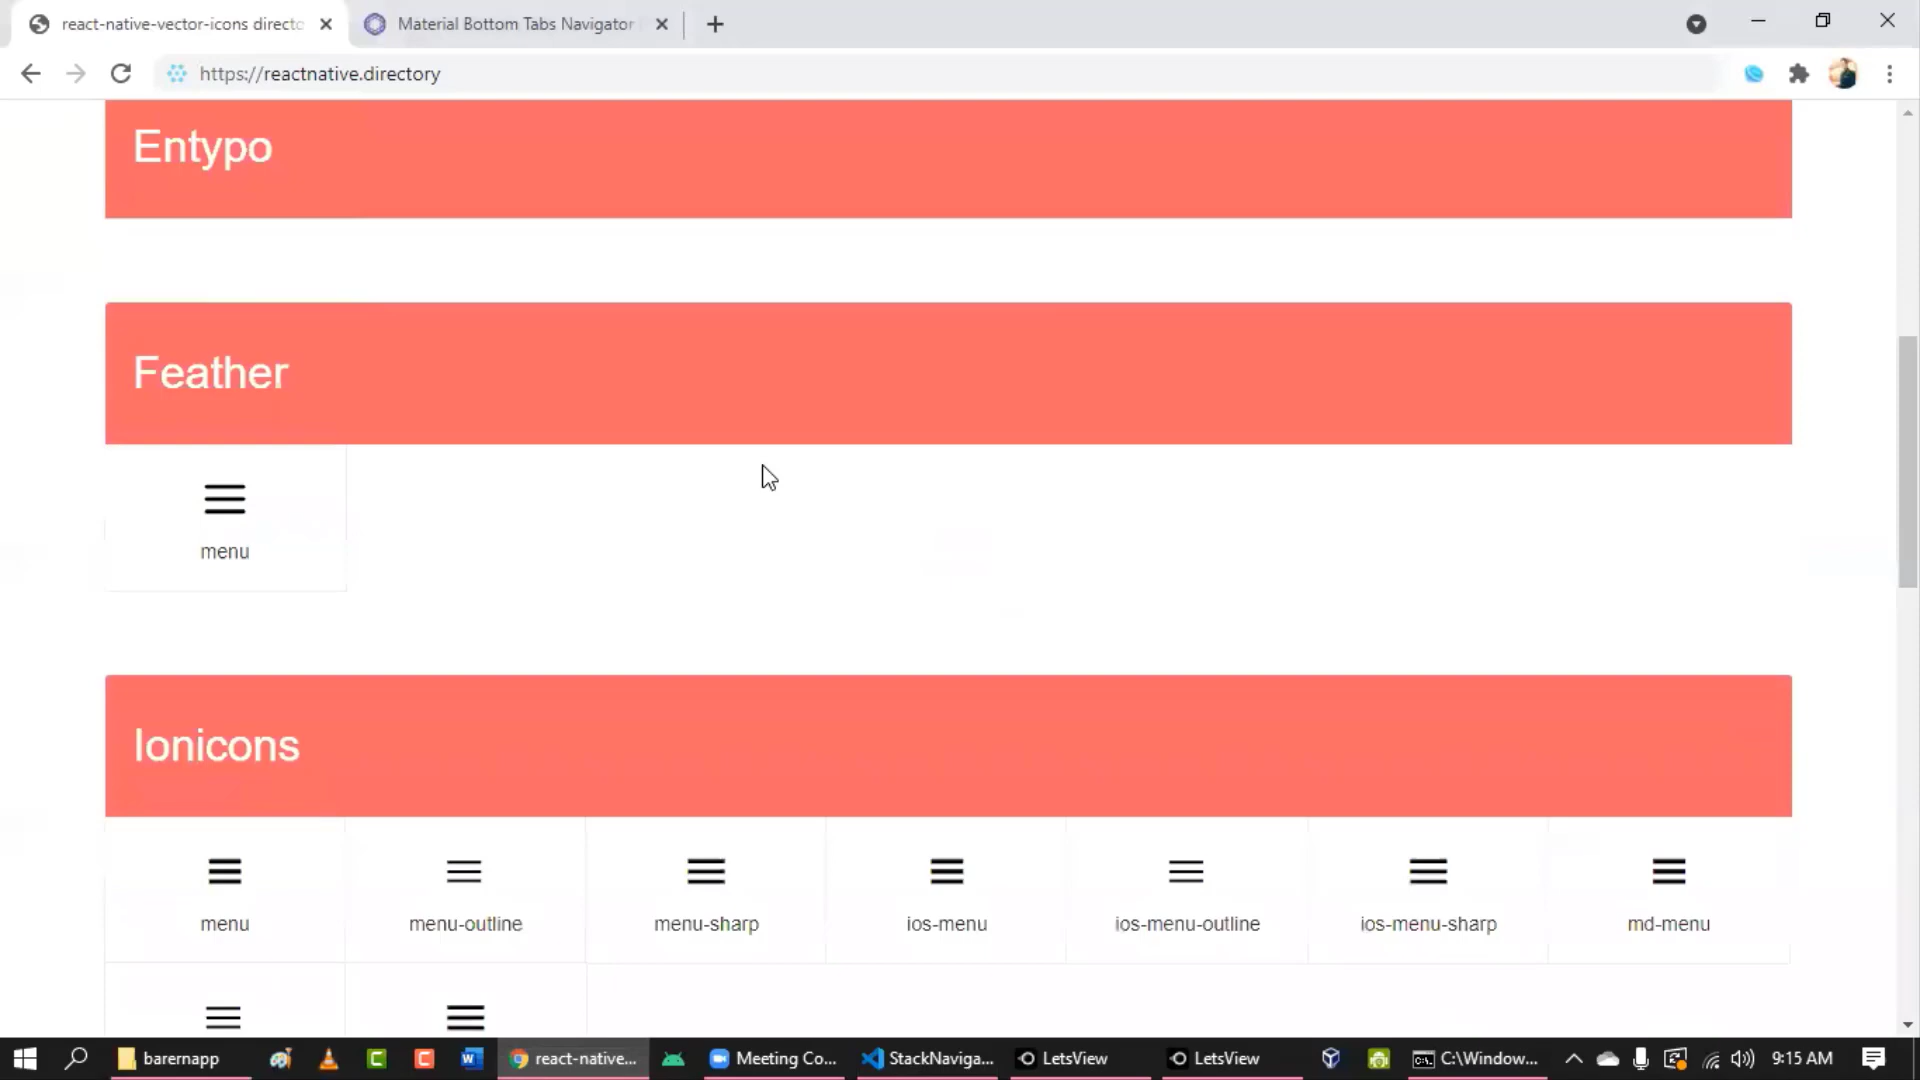 react-native-vector-icons directo
Material Bottom Tabs Navigator
https://reactnative.directory
Entypo
Feather
menu
Ionicons
menu
menu-outline
menu-sharp
ios-menu
ios-menu-outline
ios-menu-sharp
md-menu
barernapp
react-native...
Meeting Co...
StackNaviga...
LetsView
LetsView
C:\Window...
9:15 AM